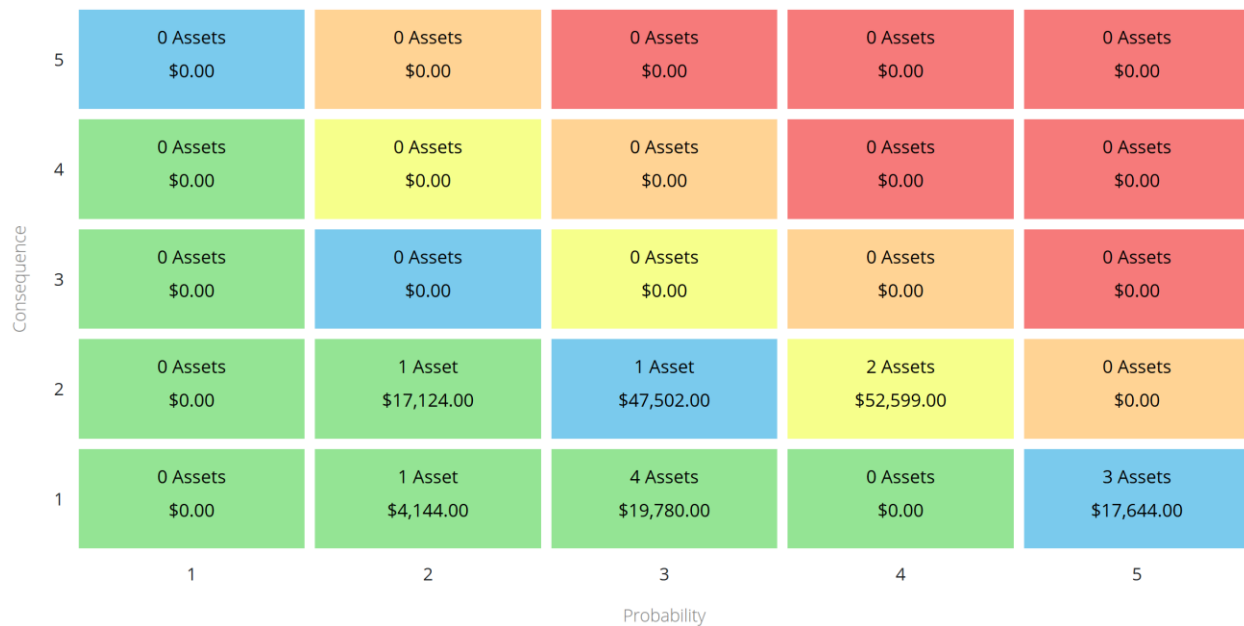 0 Assets
$0.00
0 Assets
$0.00
0 Assets
$0.00
0 Assets
$0.00
0 Assets
$0.00
5
0 Assets
$0.00
0 Assets
$0.00
0 Assets
$0.00
0 Assets
$0.00
0 Assets
$0.00
4
Consequence
0 Assets
$0.00
0 Assets
$0.00
0 Assets
$0.00
0 Assets
$0.00
0 Assets
$0.00
3
0 Assets
$0.00
1 Asset
$17,124.00
1 Asset
$47,502.00
2 Assets
$52,599.00
0 Assets
$0.00
2
0 Assets
$0.00
1 Asset
$4,144.00
4 Assets
$19,780.00
0 Assets
$0.00
3 Assets
$17,644.00
1
1
2
3
4
5
Probability